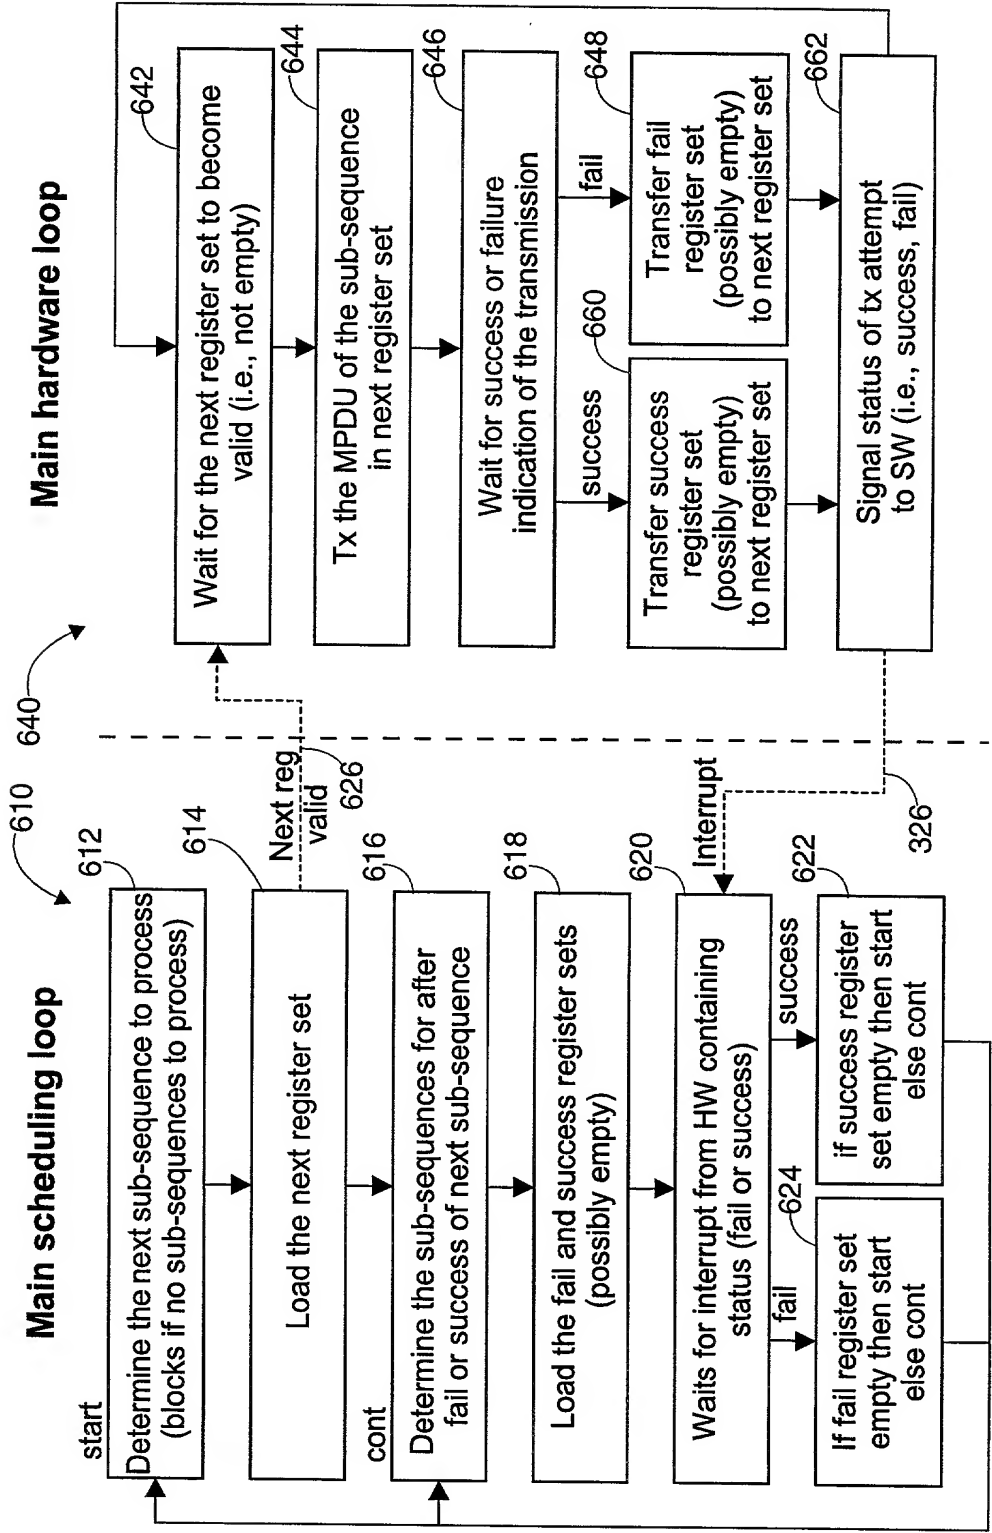 Main scheduling loop
610
start
612
Determine the next sub-sequence to process
(blocks if no sub-sequences to process)
614
Load the next register set
Next reg
valid
626
cont
616
Determine the sub-sequences for after
fail or success of next sub-sequence
618
Load the fail and success register sets
(possibly empty)
620
Waits for interrupt from HW containing
status (fail or success)
Interrupt
326
fail
624
success
622
If fail register set
empty then start
else cont
if success register
set empty then start
else cont
Main hardware loop
640
642
Wait for the next register set to become
valid (i.e., not empty)
644
Tx the MPDU of the sub-sequence
in next register set
646
Wait for success or failure
indication of the transmission
success
660
fail
648
Transfer success
register set
(possibly empty)
to next register set
Transfer fail
register set
(possibly empty)
to next register set
662
Signal status of tx attempt
to SW (i.e., success, fail)